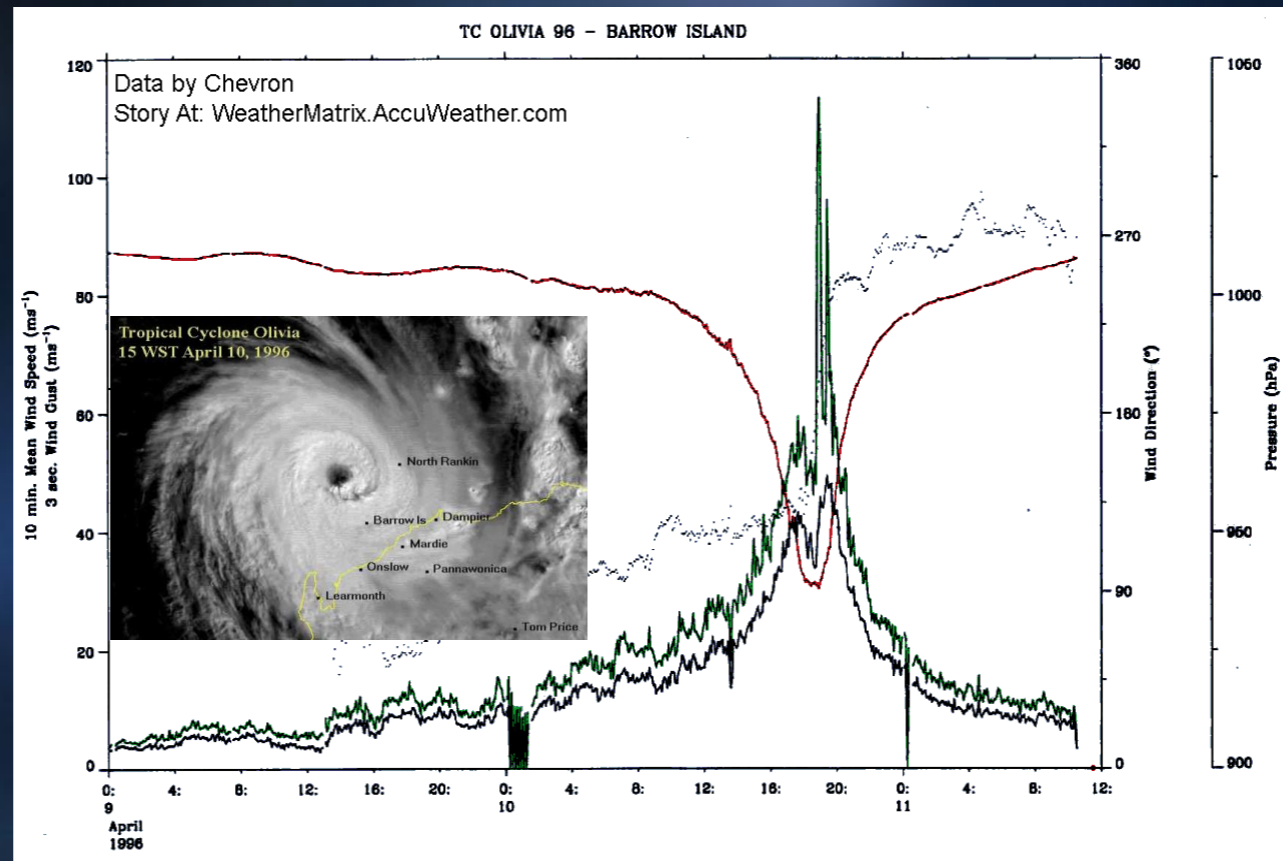 TC OLIVIA 96 - BARROW ISLAND
Data by Chevron
Story At: WeatherMatrix.AccuWeather.com
120
100
80
60
40
20
0
10 min. Mean Wind Speed (ms⁻¹)
3 sec. Wind Gust (ms⁻¹)
Tropical Cyclone Olivia
15 WST April 10, 1996
North Rankin
Barrow Is
Dampier
Mardie
Onslow
Pannawonica
Learmonth
Tom Price
360
270
180
90
0
Wind Direction (°)
1050
1000
950
900
Pressure (hPa)
0: 4: 8: 12: 16: 20: 0: 4: 8: 12: 16: 20: 0: 4: 8: 12:
9 10 11
April
1996